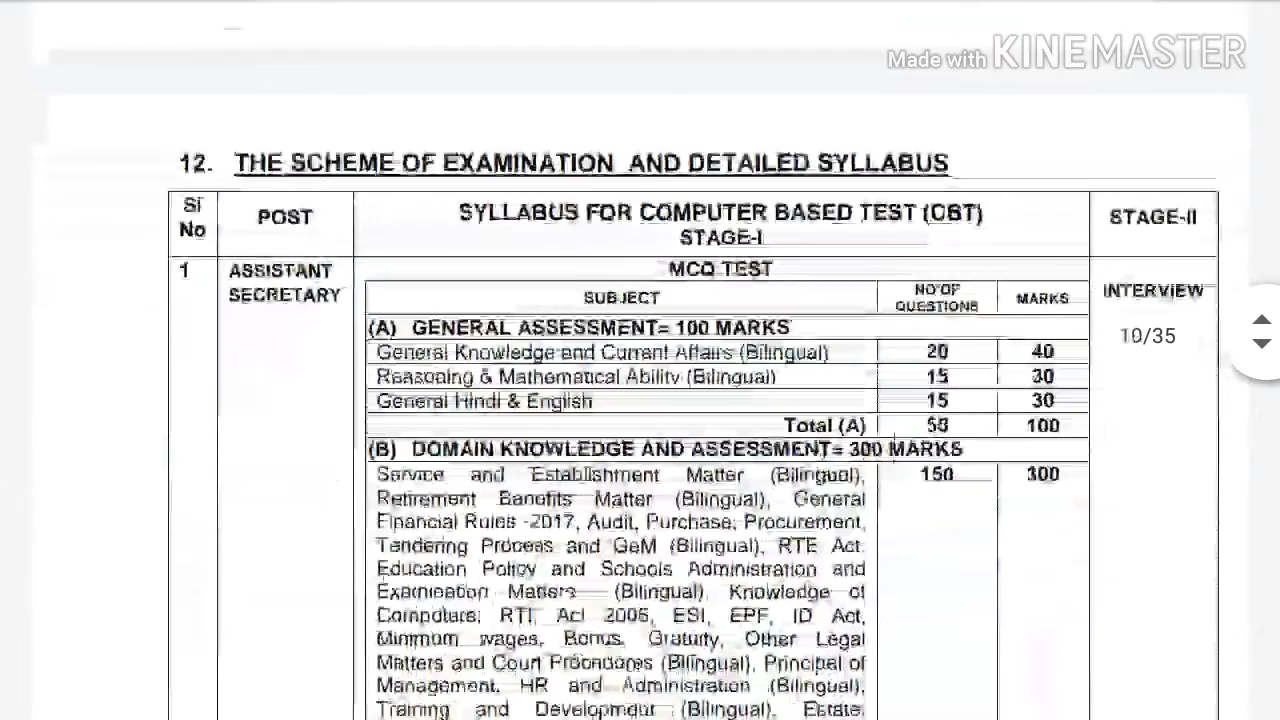 Made with KINEMASTER
12. THE SCHEME OF EXAMINATION AND DETAILED SYLLABUS
Sl No
POST
SYLLABUS FOR COMPUTER BASED TEST (CBT)
STAGE-I
STAGE-II
1
ASSISTANT
SECRETARY
MCQ TEST
INTERVIEW
10/35
SUBJECT
NO OF QUESTIONS
MARKS
(A) GENERAL ASSESSMENT= 100 MARKS
General Knowledge and Current Affairs (Bilingual) 20 40
Reasoning & Mathematical Ability (Bilingual) 15 30
General Hindi & English 15 30
Total (A) 50 100
(B) DOMAIN KNOWLEDGE AND ASSESSMENT= 300 MARKS
Service and Establishment Matter (Bilingual), 150 300
Retirement Benefits Matter (Bilingual), General
Financial Rules -2017, Audit, Purchase, Procurement,
Tendering Process and GeM (Bilingual), RTE Act.
Education Policy and Schools Administration and
Examination Matters (Bilingual), Knowledge of
Computers, RTI, Act 2005, ESI, EPF, ID Act,
Minimum wages, Bonus, Gratuity, Other Legal
Matters and Court Procedures (Bilingual), Principal of
Management, HR and Administration (Bilingual),
Training and Development (Bilingual), Estate,